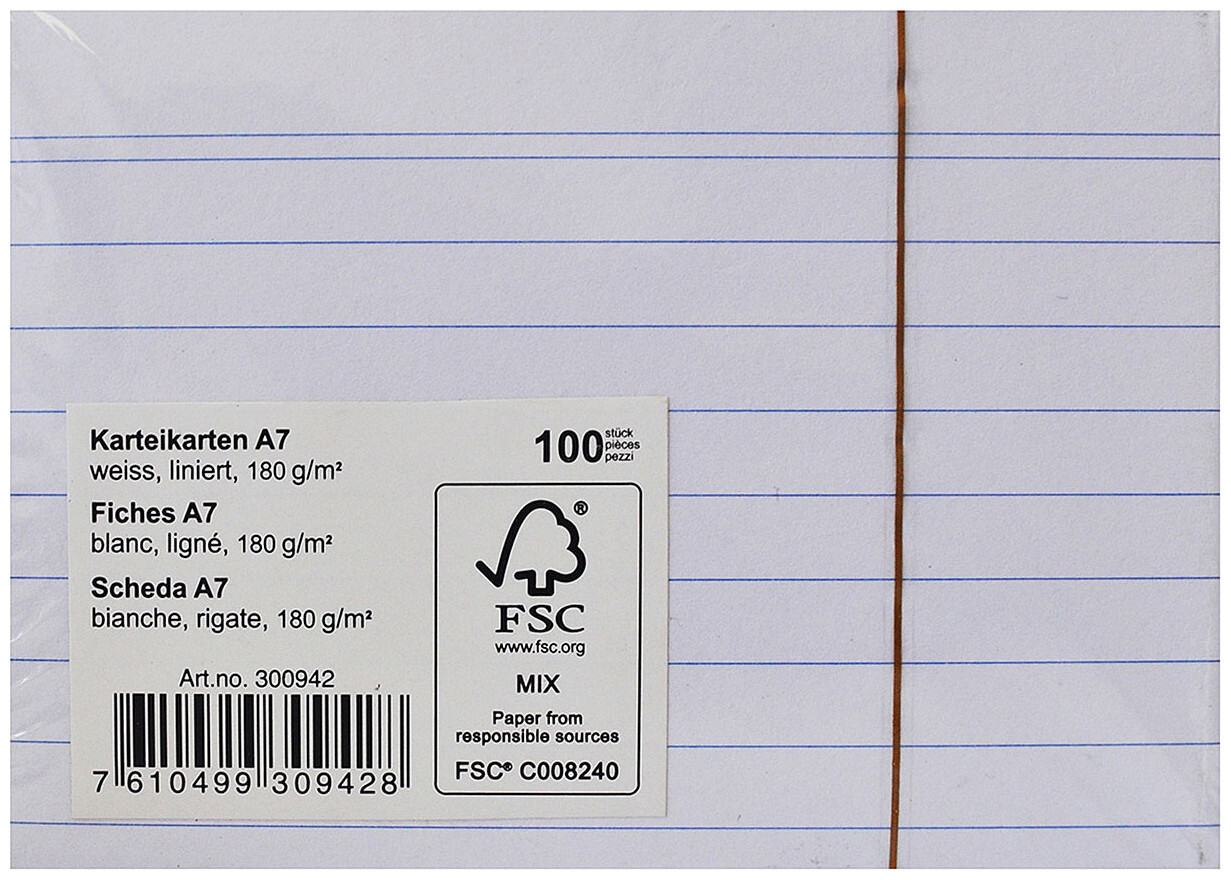 Karteikarten A7
weiss, liniert, 180 g/m²
Fiches A7
blanc, ligné, 180 g/m²
Scheda A7
bianche, rigate, 180 g/m²
Art.no. 300942
7 610499 309428
100 stück
pièces
pezzi
®
FSC
www.fsc.org
MIX
Paper from
responsible sources
FSC® C008240